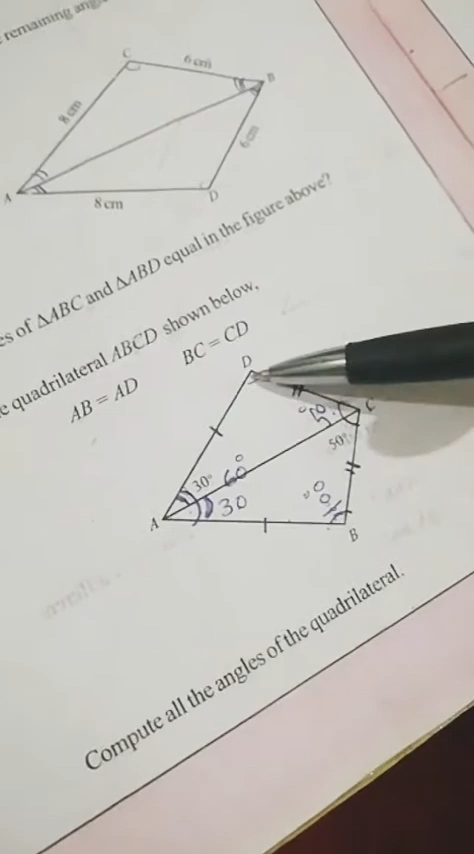 remaining angl
C
6 cm
B
8 cm
6 cm
A
8 cm
D
es of ΔABC and ΔABD equal in the figure above?
e quadrilateral ABCD shown below,
AB = AD BC = CD
D
50°
C
50°
30°
60°
30
100°
A
B
Compute all the angles of the quadrilateral.